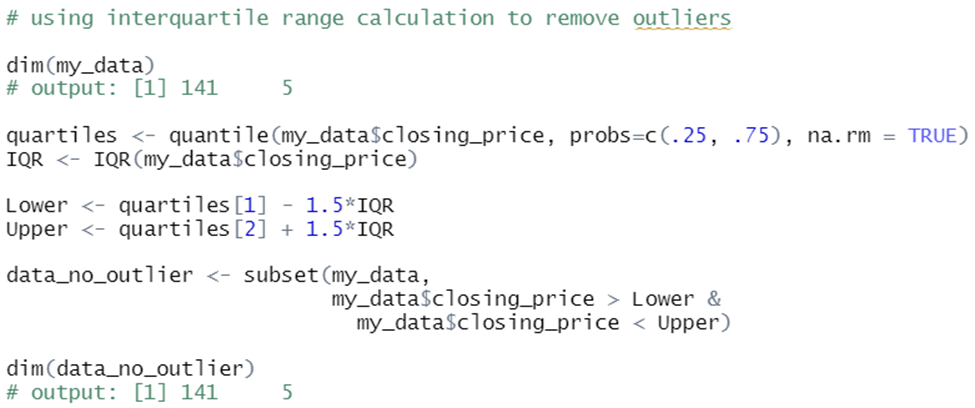 # using interquartile range calculation to remove outliers
dim(my_data)
# output: [1] 141     5
quartiles <- quantile(my_data$closing_price, probs=c(.25, .75), na.rm = TRUE)
IQR <- IQR(my_data$closing_price)
Lower <- quartiles[1] - 1.5*IQR
Upper <- quartiles[2] + 1.5*IQR
data_no_outlier <- subset(my_data,
                          my_data$closing_price > Lower &
                            my_data$closing_price < Upper)
dim(data_no_outlier)
# output: [1] 141     5